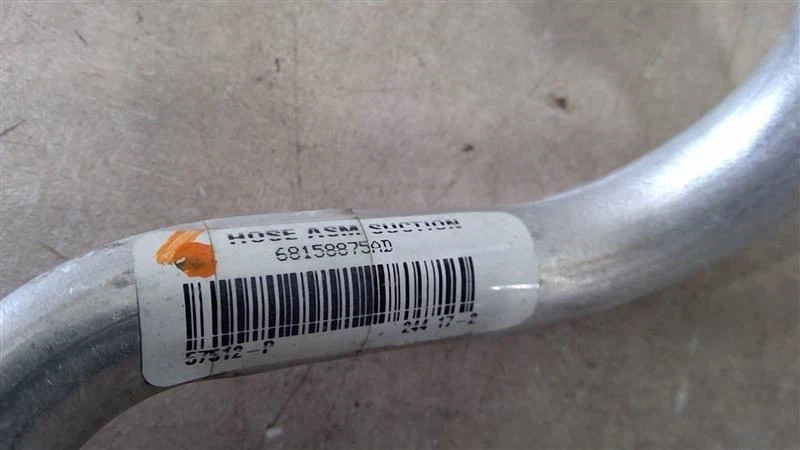 HOSE ASM SUCTION
68158875AD
57512-P 244 17-2